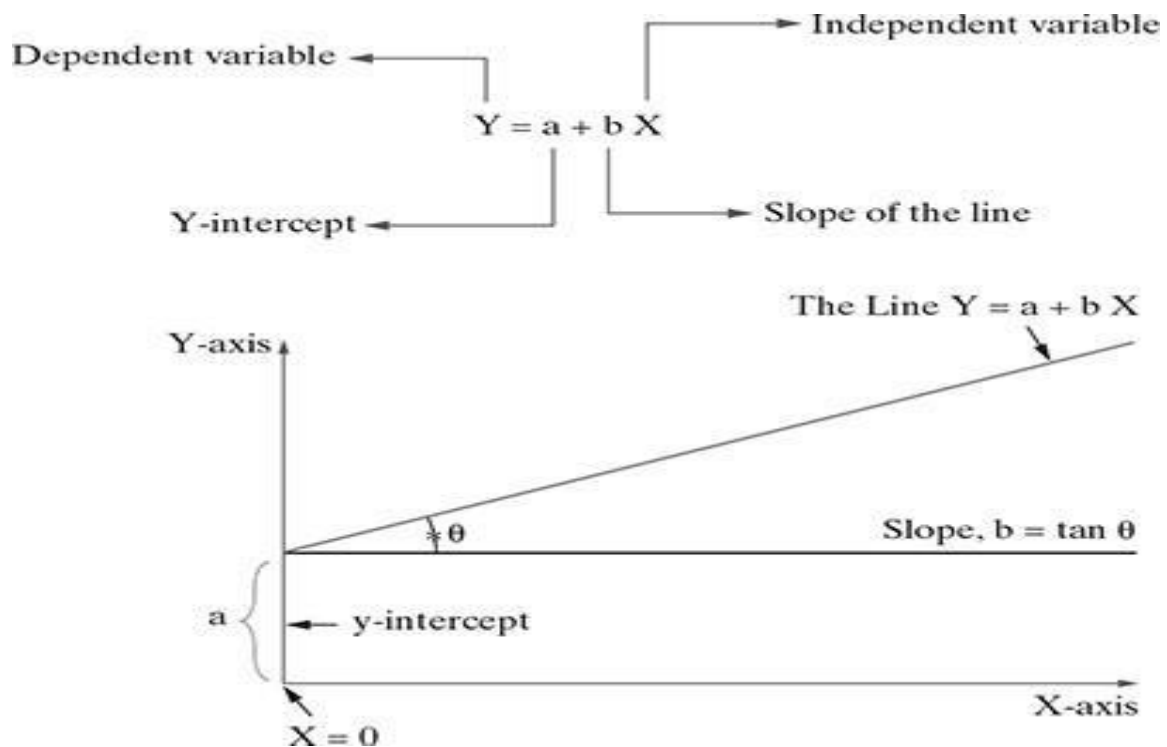 Independent variable
Dependent variable
Y = a + b X
Y-intercept
Slope of the line
The Line Y = a + b X
Y-axis
θ
Slope, b = tan θ
a
y-intercept
X-axis
X = 0